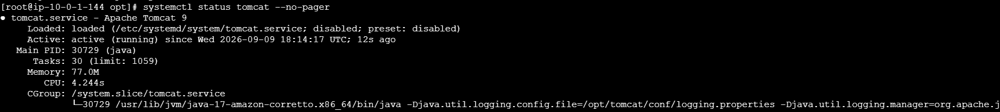 [root@ip-10-0-1-144 opt]# systemctl status tomcat --no-pager
● tomcat.service - Apache Tomcat 9
     Loaded: loaded (/etc/systemd/system/tomcat.service; disabled; preset: disabled)
     Active: active (running) since Wed 2026-09-09 18:14:17 UTC; 12s ago
   Main PID: 30729 (java)
      Tasks: 30 (limit: 1059)
     Memory: 77.0M
        CPU: 4.244s
     CGroup: /system.slice/tomcat.service
             └─30729 /usr/lib/jvm/java-17-amazon-corretto.x86_64/bin/java -Djava.util.logging.config.file=/opt/tomcat/conf/logging.properties -Djava.util.logging.manager=org.apache.j